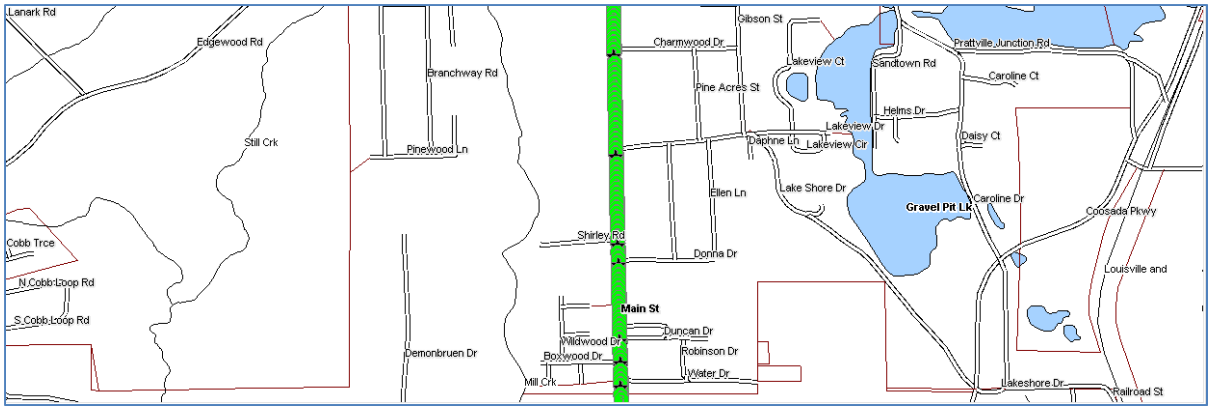 Lanark Rd
Gibson St
Edgewood Rd
Charmwood Dr
Prattville Junction Rd
Lakeview Ct
Sandtown Rd
Branchway Rd
Caroline Ct
Pine Acres St
Helms Dr
Lakeview Dr
Daisy Ct
Still Crk
Daphne Ln
Lakeview Cir
Pinewood Ln
Lake Shore Dr
Ellen Ln
Caroline Dr
Gravel Pit Lk
Coosada Pkwy
Shirley Rd
Cobb Trce
Donna Dr
Louisville and
N Cobb Loop Rd
Main St
S Cobb Loop Rd
Duncan Dr
Wildwood Dr
Robinson Dr
Demonbruen Dr
Boxwood Dr
Water Dr
Mill Crk
Lakeshore Dr
Railroad St